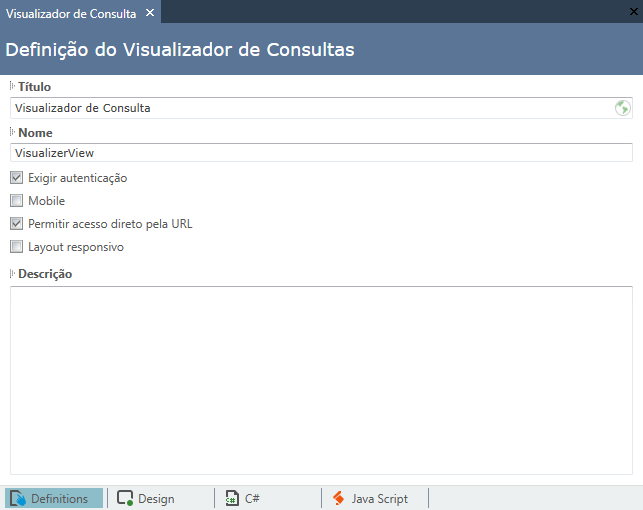 Visualizador de Consulta
Definição do Visualizador de Consultas
Título
Visualizador de Consulta
Nome
VisualizerView
Exigir autenticação
Mobile
Permitir acesso direto pela URL
Layout responsivo
Descrição
Definitions
Design
C#
Java Script